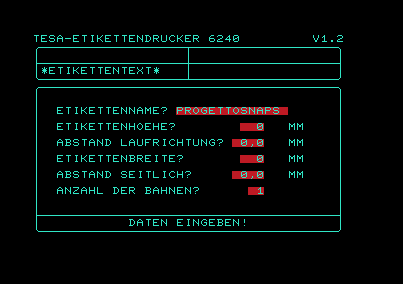 TESA-ETIKETTENDRUCKER 6240 V1.2
*ETIKETTENTEXT*
ETIKETTENNAME? PROGETTOSNAPS
ETIKETTENHOEHE? 0 MM
ABSTAND LAUFRICHTUNG? 0,0 MM
ETIKETTENBREITE? 0 MM
ABSTAND SEITLICH? 0,0 MM
ANZAHL DER BAHNEN? 1
DATEN EINGEBEN!